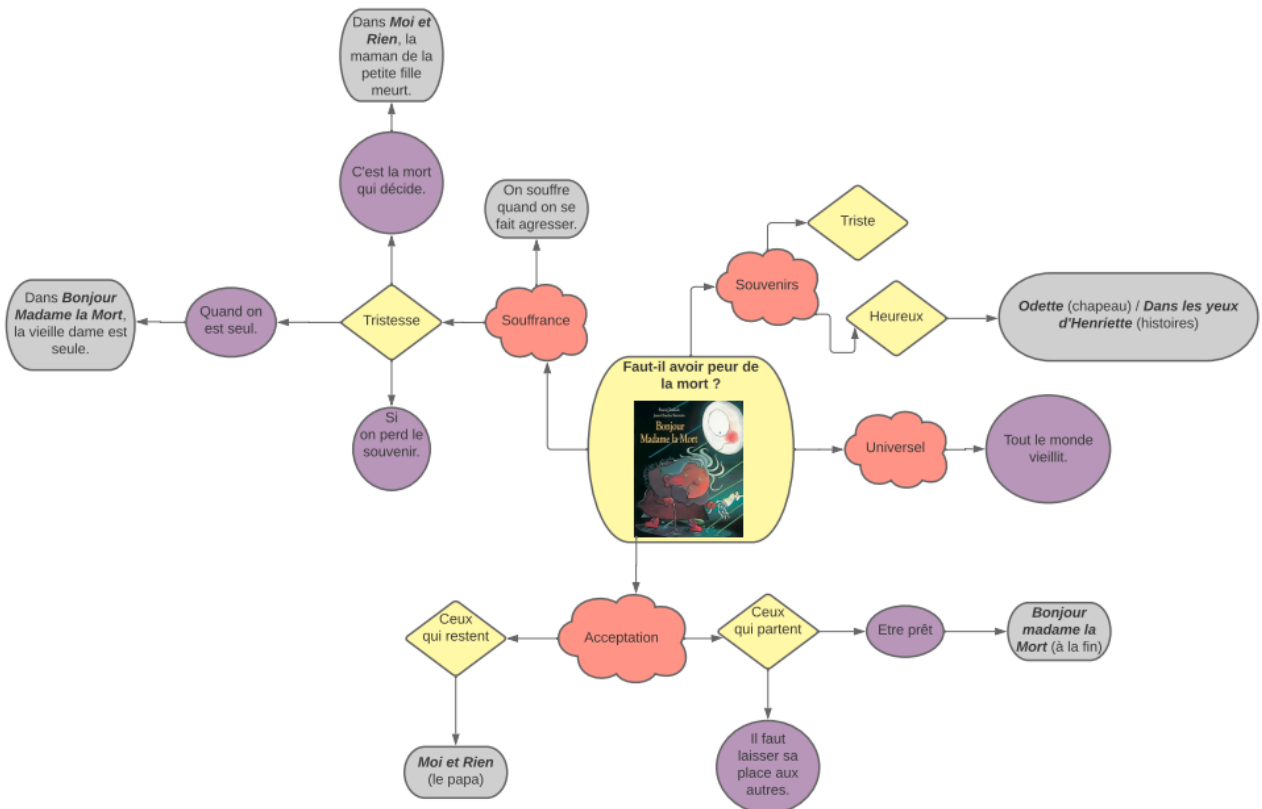 Dans Moi et
Rien, la
maman de la
petite fille
meurt.
C'est la mort
qui décide.
On souffre
quand on se
fait agresser.
Triste
Souvenirs
Dans Bonjour
Madame la Mort,
la vieille dame est
seule.
Quand on
est seul.
Tristesse
Souffrance
Heureux
Odette (chapeau) / Dans les yeux
d'Henriette (histoires)
Faut-il avoir peur de
la mort ?
Bonjour
Madame la Mort
Si
on perd le
souvenir.
Universel
Tout le monde
vieillit.
Ceux
qui restent
Acceptation
Ceux
qui partent
Etre prêt
Bonjour
madame la
Mort (à la fin)
Moi et Rien
(le papa)
Il faut
laisser sa
place aux
autres.